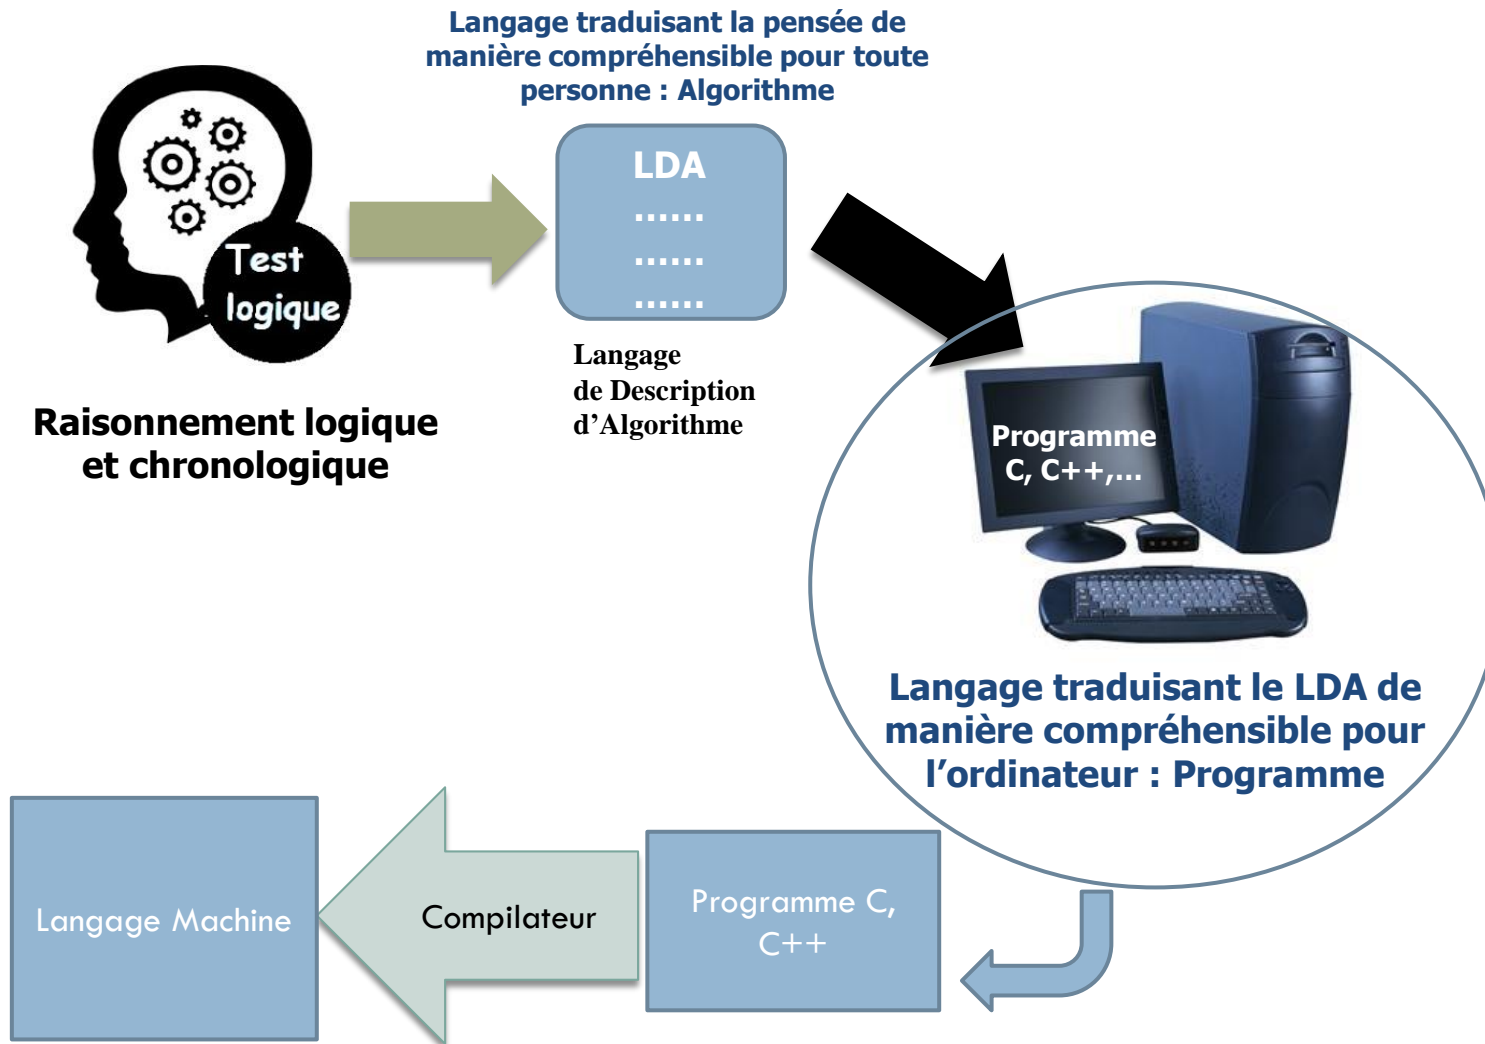 Langage traduisant la pensée de
manière compréhensible pour toute
personne : Algorithme
Test
logique
LDA
......
......
......
Langage
de Description
d’Algorithme
Raisonnement logique
et chronologique
Programme
C, C++,...
Langage traduisant le LDA de
manière compréhensible pour
l’ordinateur : Programme
Langage Machine
Compilateur
Programme C,
C++